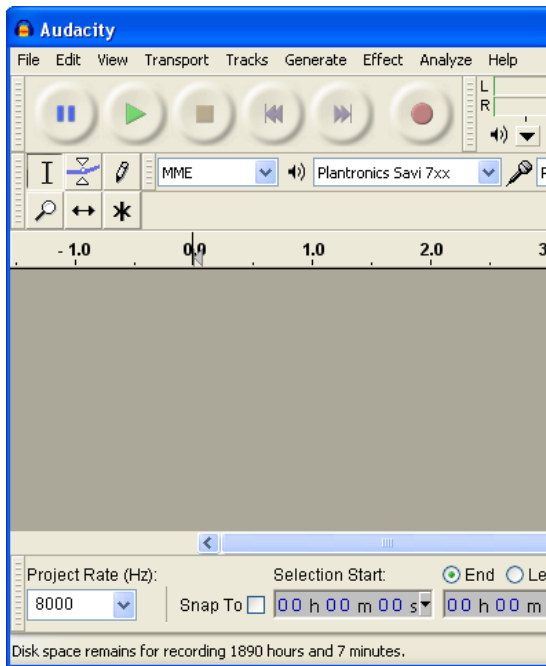 Audacity
File Edit View Transport Tracks Generate Effect Analyze Help
L
R
MME Plantronics Savi 7xx
- 1.0 0.0 1.0 2.0 3
Project Rate (Hz): Selection Start: End Le
8000 Snap To 00 h 00 m 00 s 00 h 00 m
Disk space remains for recording 1890 hours and 7 minutes.